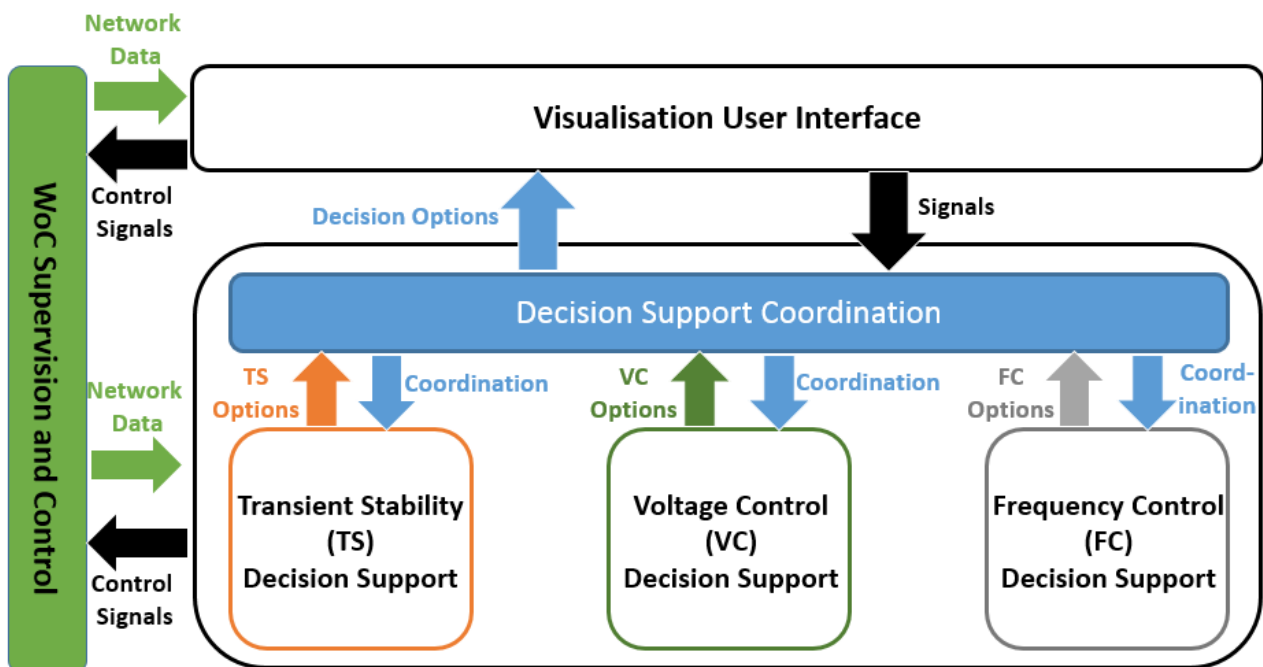 Network
Data
Visualisation User Interface
Control
Signals
Decision Options
Signals
WoC Supervision and Control
Decision Support Coordination
TS
Options
Coordination
VC
Options
Coordination
FC
Options
Coord-
ination
Network
Data
Transient Stability
(TS)
Decision Support
Voltage Control
(VC)
Decision Support
Frequency Control
(FC)
Decision Support
Control
Signals